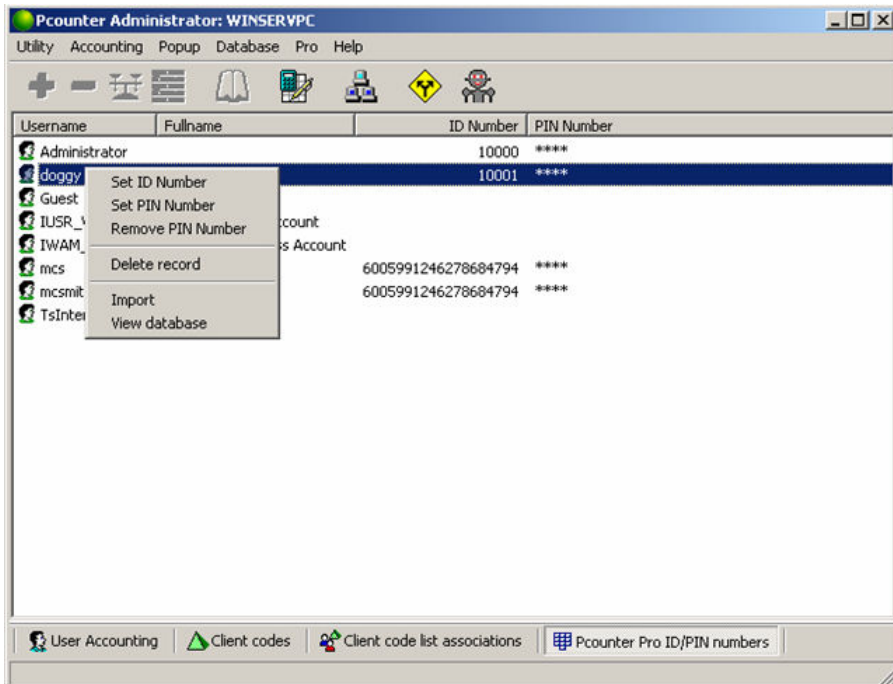 Pcounter Administrator: WINSERVPC
Utility Accounting Popup Database Pro Help
Username Fullname ID Number PIN Number
Administrator 10000 ****
doggy 10001 ****
Set ID Number
Guest
Set PIN Number
IUSR_ count
Remove PIN Number
IWAM_ s Account
Delete record
mcs 6005991246278684794 ****
mcsmit 6005991246278684794 ****
Import
TsInter
View database
User Accounting Client codes Client code list associations Pcounter Pro ID/PIN numbers